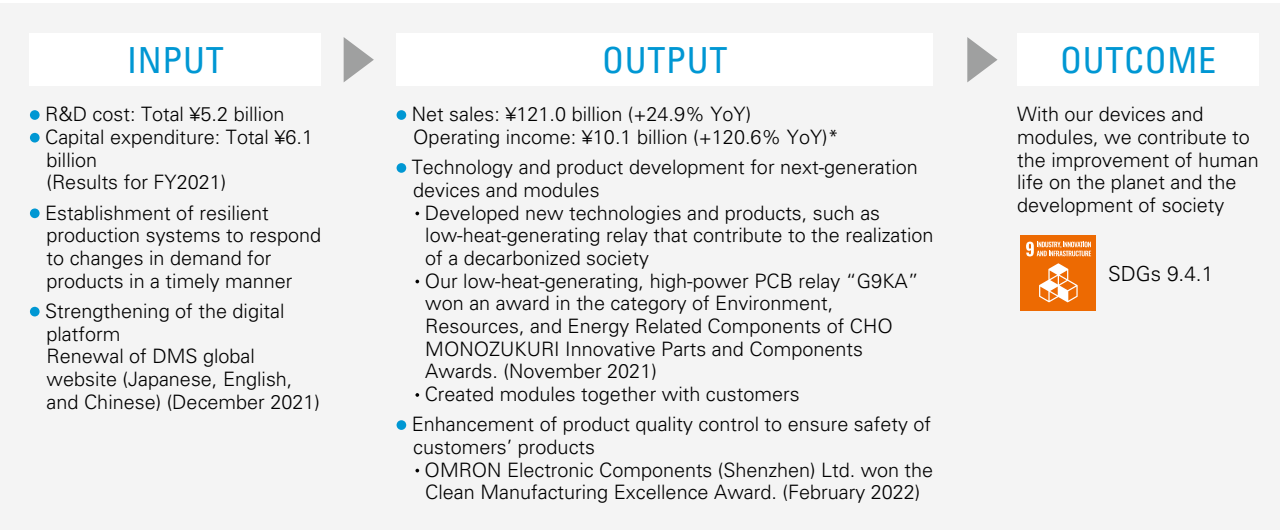 INPUT
● R&D cost: Total ¥5.2 billion
● Capital expenditure: Total ¥6.1
billion
(Results for FY2021)
● Establishment of resilient
production systems to respond
to changes in demand for
products in a timely manner
● Strengthening of the digital
platform
Renewal of DMS global
website (Japanese, English,
and Chinese) (December 2021)
OUTPUT
● Net sales: ¥121.0 billion (+24.9% YoY)
Operating income: ¥10.1 billion (+120.6% YoY)*
● Technology and product development for next-generation
devices and modules
・Developed new technologies and products, such as
low-heat-generating relay that contribute to the realization
of a decarbonized society
・Our low-heat-generating, high-power PCB relay “G9KA”
won an award in the category of Environment,
Resources, and Energy Related Components of CHO
MONOZUKURI Innovative Parts and Components
Awards. (November 2021)
・Created modules together with customers
● Enhancement of product quality control to ensure safety of
customers’ products
・OMRON Electronic Components (Shenzhen) Ltd. won the
Clean Manufacturing Excellence Award. (February 2022)
OUTCOME
With our devices and
modules, we contribute to
the improvement of human
life on the planet and the
development of society
9 INDUSTRY, INNOVATION
AND INFRASTRUCTURE
SDGs 9.4.1